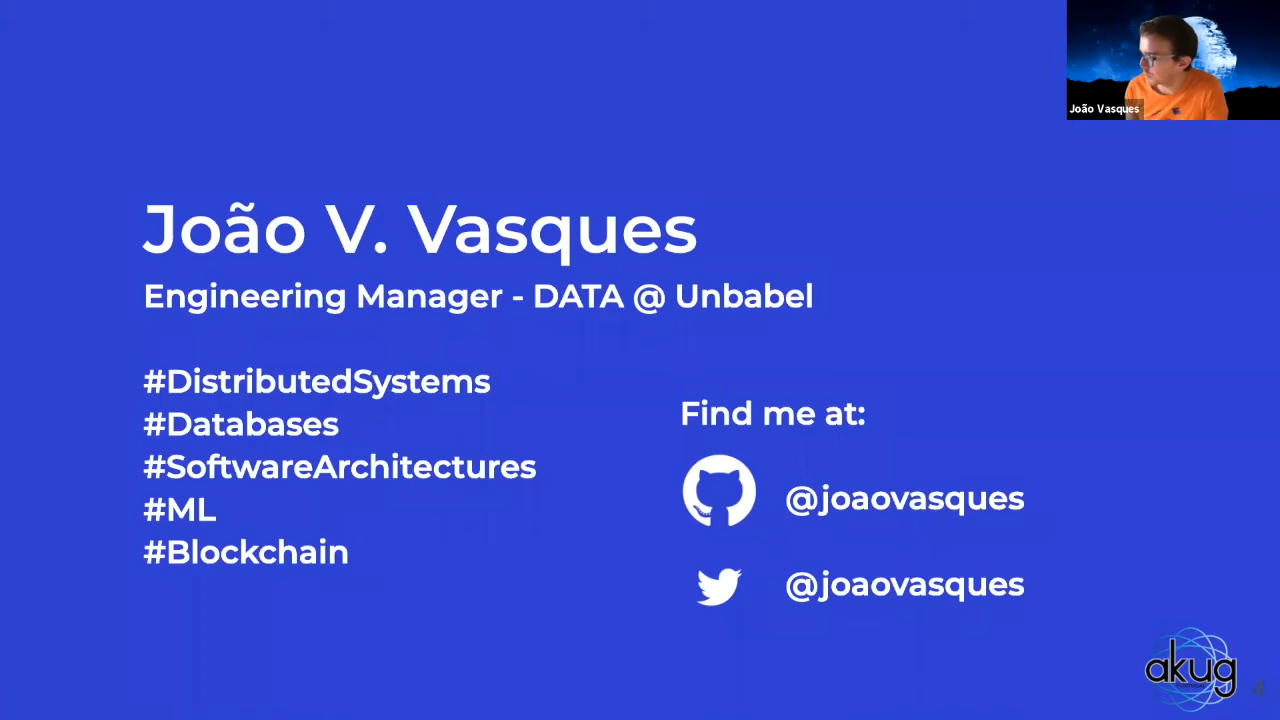 João Vasques
João V. Vasques
Engineering Manager - DATA @ Unbabel
#DistributedSystems
#Databases
#SoftwareArchitectures
#ML
#Blockchain
Find me at:
@joaovasques
@joaovasques
akug
4